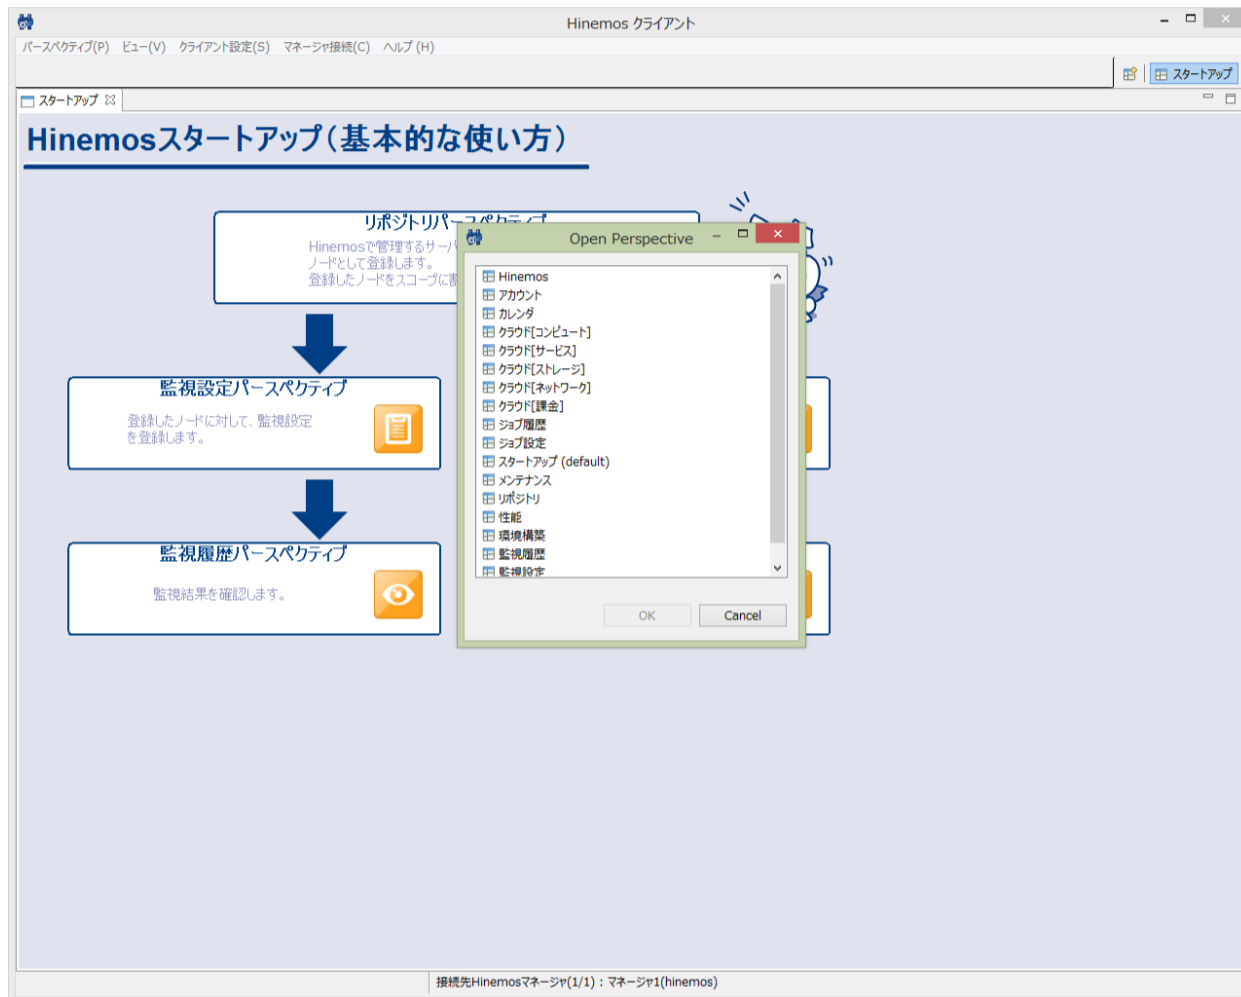 Hinemos クライアント
パースペクティブ(P) ビュー(V) クライアント設定(S) マネージャ接続(C) ヘルプ (H)
スタートアップ
スタートアップ
Hinemosスタートアップ(基本的な使い方)
リポジトリパースペクティブ
Hinemosで管理するサーバ
ノードとして登録します。
登録したノードをスコープに
監視設定パースペクティブ
登録したノードに対して、監視設定
を登録します。
監視履歴パースペクティブ
監視結果を確認します。
Open Perspective
Hinemos
アカウント
カレンダ
クラウド[コンピュート]
クラウド[サービス]
クラウド[ストレージ]
クラウド[ネットワーク]
クラウド[課金]
ジョブ履歴
ジョブ設定
スタートアップ (default)
メンテナンス
リポジトリ
性能
環境構築
監視履歴
監視設定
OK
Cancel
接続先Hinemosマネージャ(1/1) : マネージャ1(hinemos)